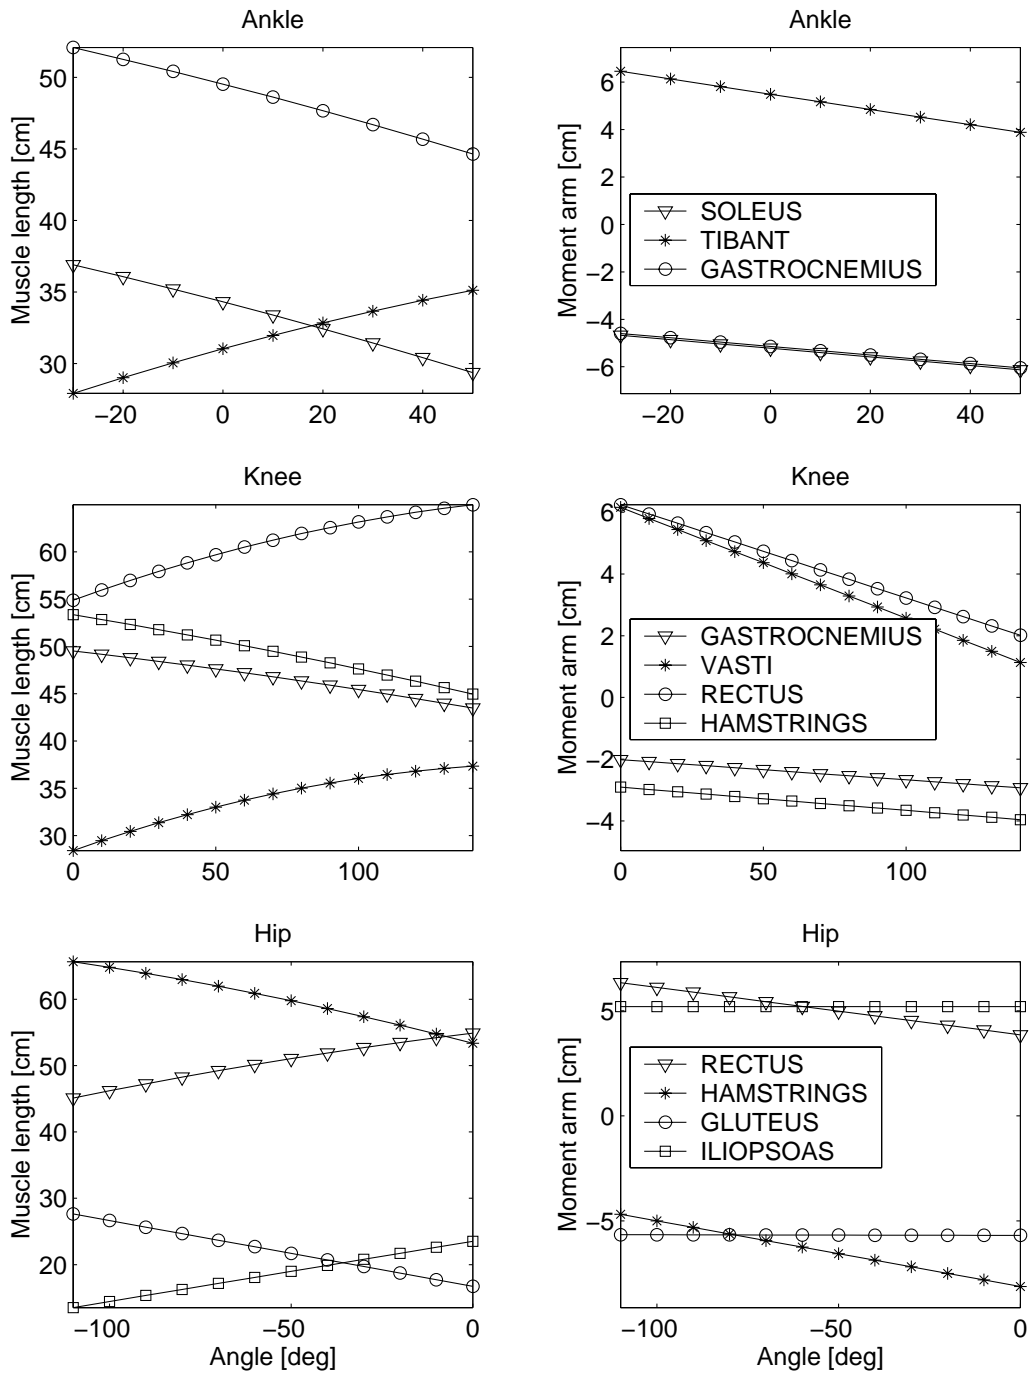 Ankle
Muscle length [cm]
50
45
40
35
30
−20 0 20 40
Ankle
Moment arm [cm]
6
4
2
0
−2
−4
−6
SOLEUS
TIBANT
GASTROCNEMIUS
−20 0 20 40
Knee
Muscle length [cm]
60
55
50
45
40
35
30
0 50 100
Knee
Moment arm [cm]
6
4
2
0
−2
−4
GASTROCNEMIUS
VASTI
RECTUS
HAMSTRINGS
0 50 100
Hip
Muscle length [cm]
60
50
40
30
20
−100 −50 0
Angle [deg]
Hip
Moment arm [cm]
5
0
−5
RECTUS
HAMSTRINGS
GLUTEUS
ILIOPSOAS
−100 −50 0
Angle [deg]